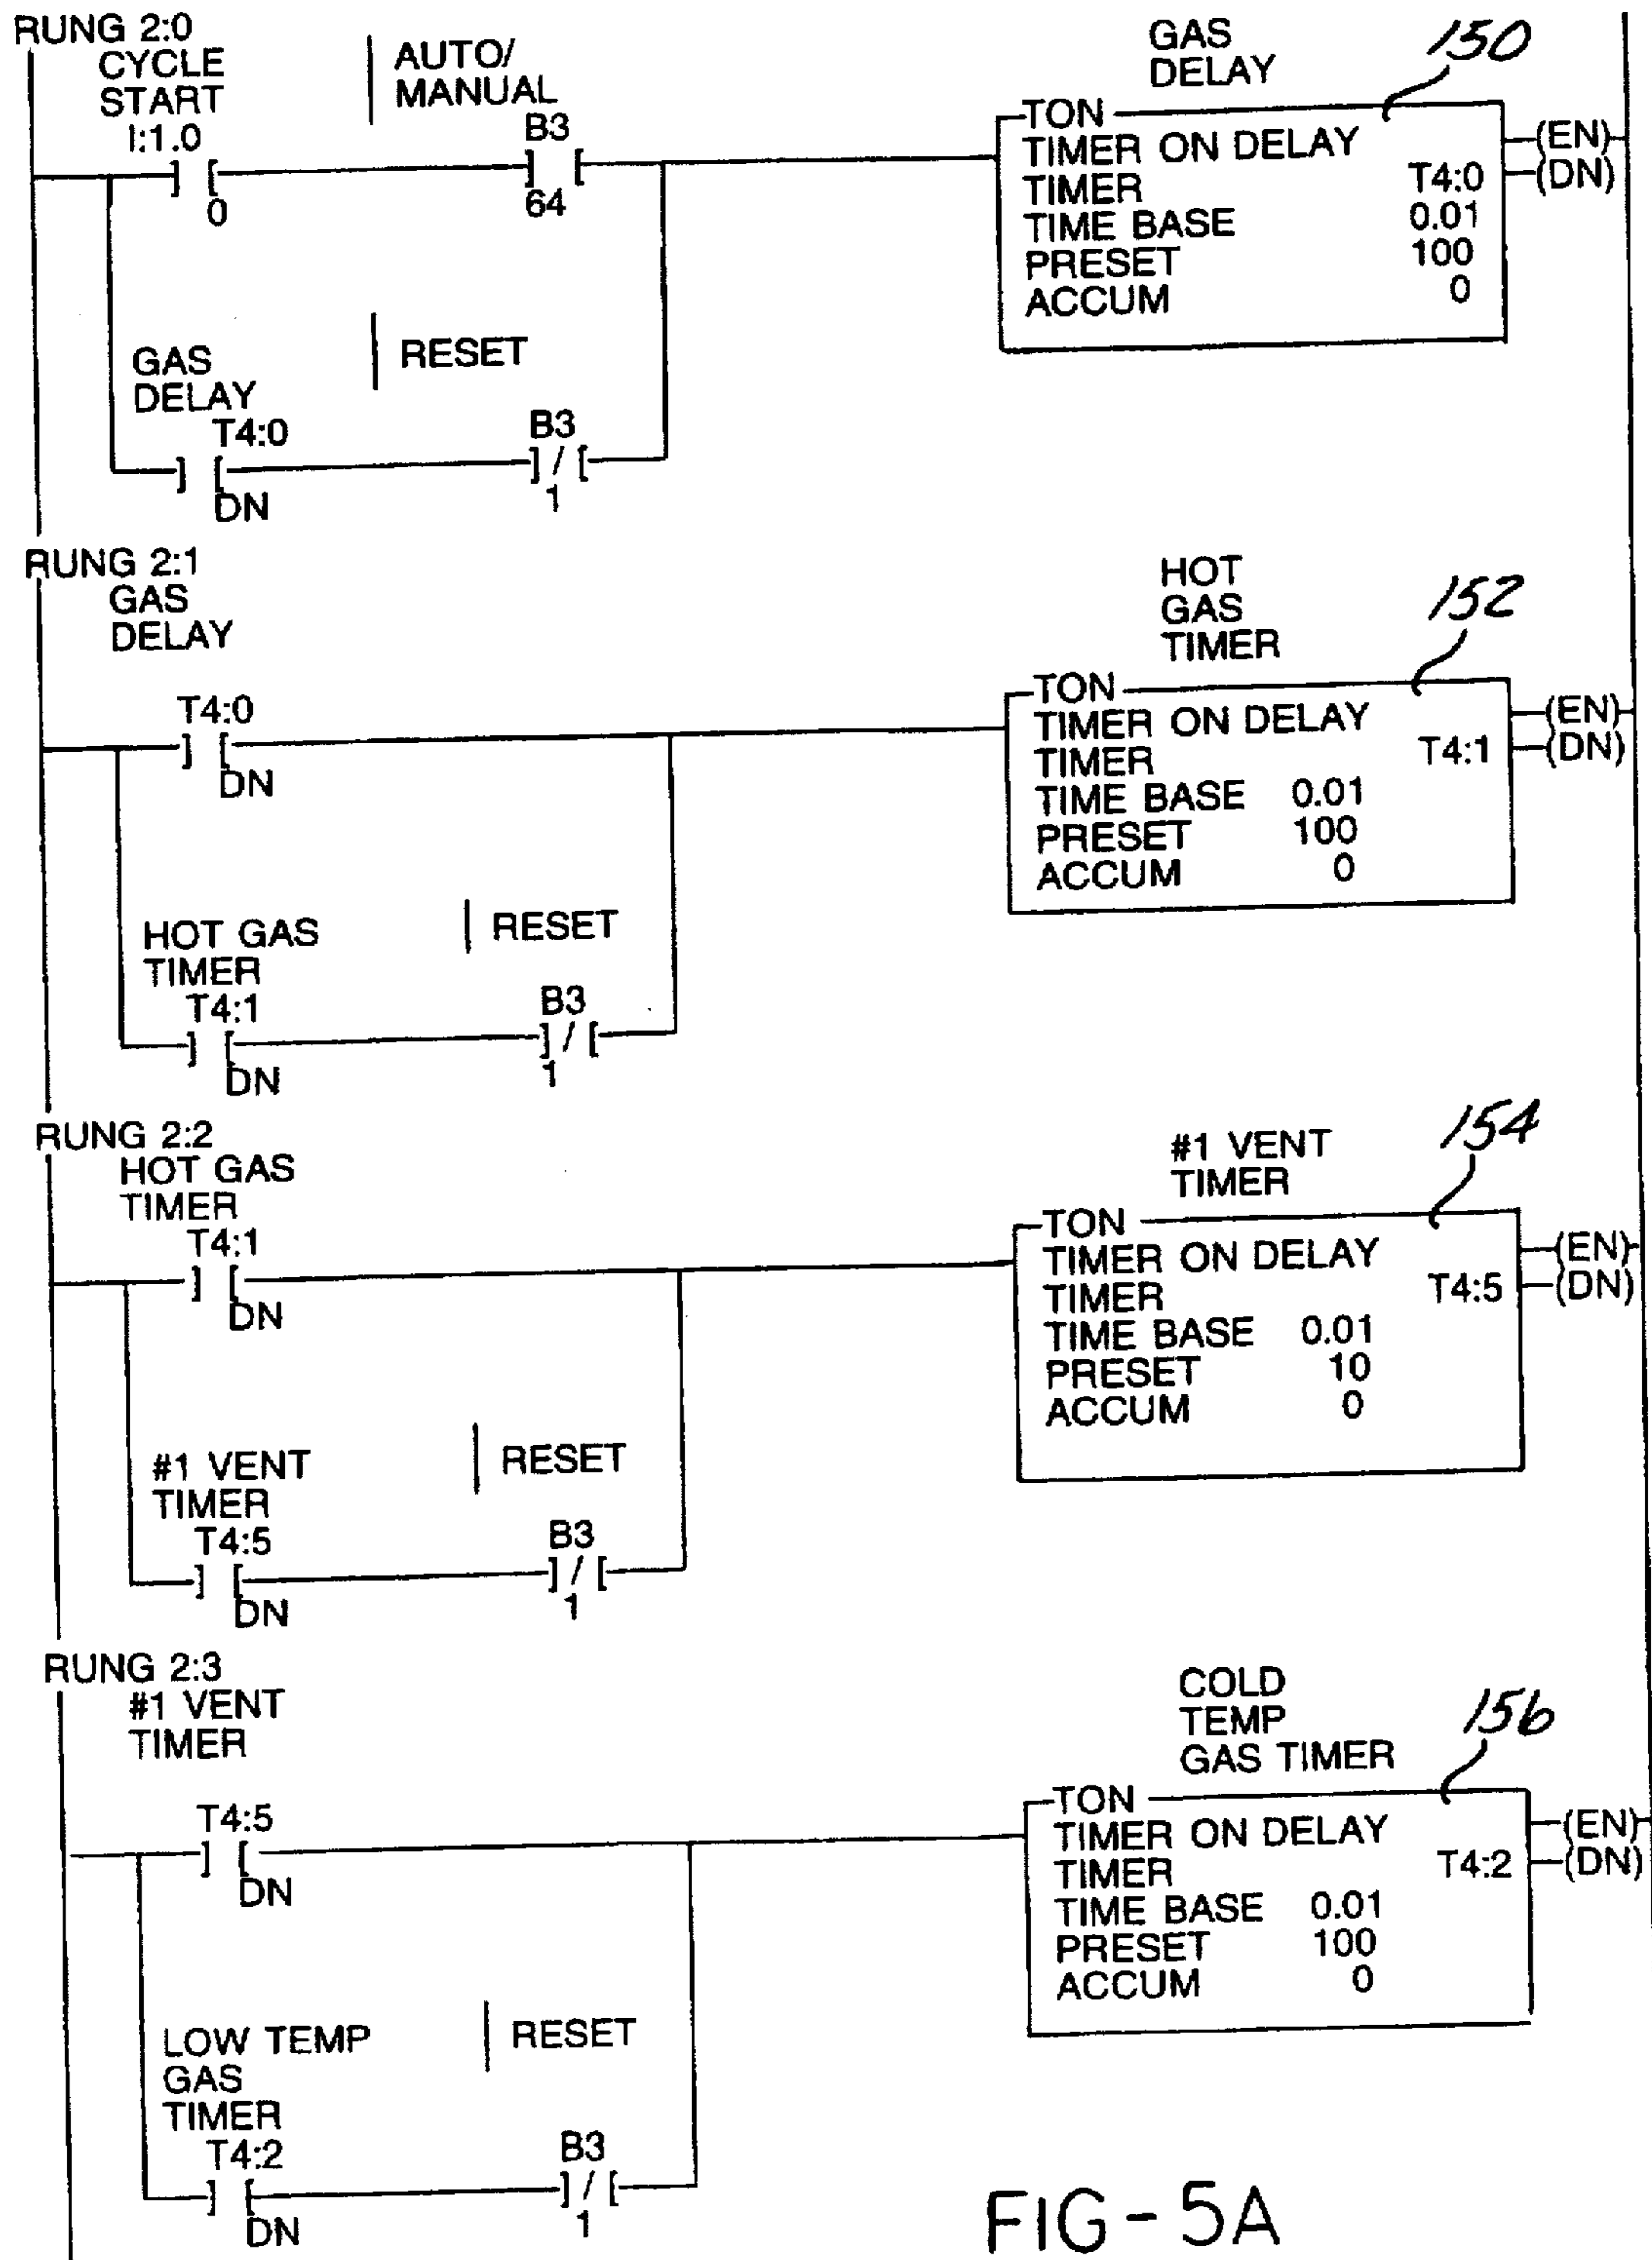 RUNG 2:0
CYCLE
START
I:1.0
] [
0
AUTO/
MANUAL
B3
] [
64
GAS
DELAY
150
TON
TIMER ON DELAY
TIMER T4:0
TIME BASE 0.01
PRESET 100
ACCUM 0
(EN)
(DN)
GAS
DELAY
T4:0
] [
DN
RESET
B3
] / [
1
RUNG 2:1
GAS
DELAY
T4:0
] [
DN
HOT
GAS
TIMER
152
TON
TIMER ON DELAY
TIMER T4:1
TIME BASE 0.01
PRESET 100
ACCUM 0
(EN)
(DN)
HOT GAS
TIMER
T4:1
] [
DN
RESET
B3
] / [
1
RUNG 2:2
HOT GAS
TIMER
T4:1
] [
DN
#1 VENT
TIMER
154
TON
TIMER ON DELAY
TIMER T4:5
TIME BASE 0.01
PRESET 10
ACCUM 0
(EN)
(DN)
#1 VENT
TIMER
T4:5
] [
DN
RESET
B3
] / [
1
RUNG 2:3
#1 VENT
TIMER
T4:5
] [
DN
COLD
TEMP
GAS TIMER
156
TON
TIMER ON DELAY
TIMER T4:2
TIME BASE 0.01
PRESET 100
ACCUM 0
(EN)
(DN)
LOW TEMP
GAS
TIMER
T4:2
] [
DN
RESET
B3
] / [
1
FIG-5A